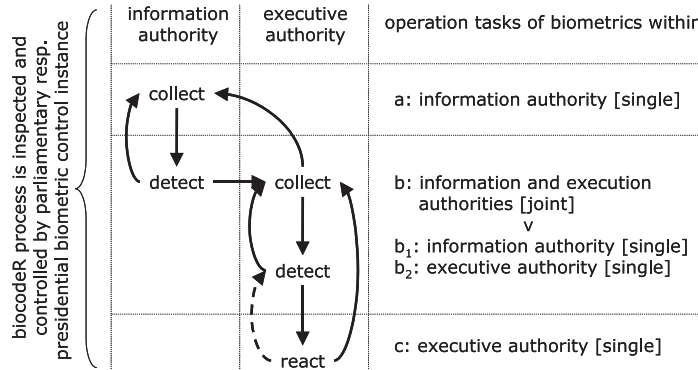 biocodeR process is inspected and
controlled by parliamentary resp.
presidential biometric control instance
information
authority
executive
authority
operation tasks of biometrics within
collect
a: information authority [single]
detect
collect
b: information and execution
authorities [joint]
v
b1: information authority [single]
detect
b2: executive authority [single]
react
c: executive authority [single]